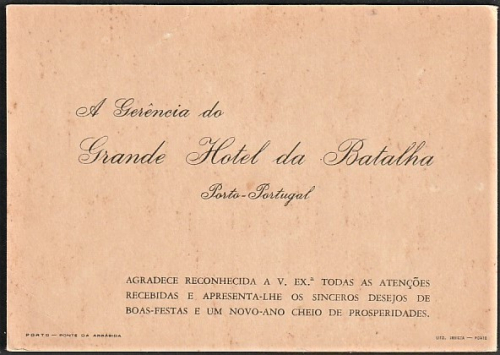 A Gerência do
Grande Hotel da Batalha
Porto-Portugal
AGRADECE RECONHECIDA A V. EX.ª TODAS AS ATENÇÕES
RECEBIDAS E APRESENTA-LHE OS SINCEROS DESEJOS DE
BOAS-FESTAS E UM NOVO-ANO CHEIO DE PROSPERIDADES.
PORTO — PONTE DA ARRÁBIDA
— PORTO